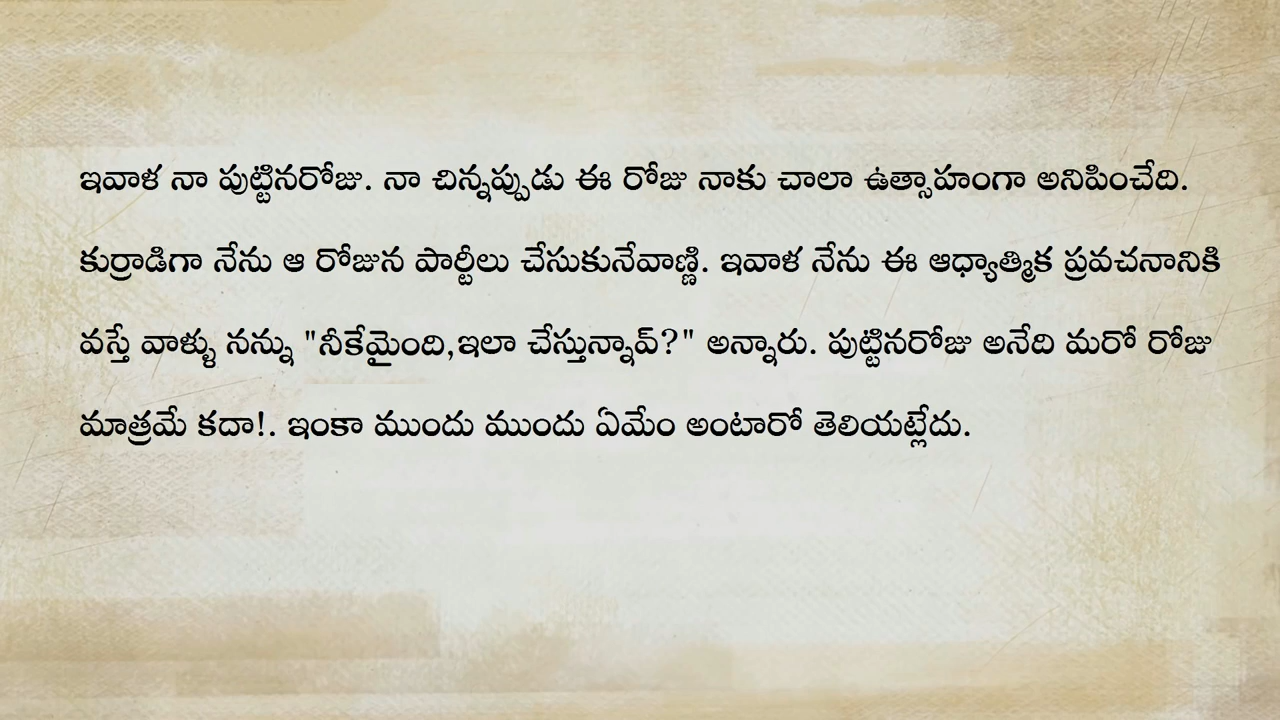 ఇవాళ నా పుట్టినరోజు. నా చిన్నప్పుడు ఈ రోజు నాకు చాలా ఉత్సాహంగా అనిపించేది.
కుర్రాడిగా నేను ఆ రోజున పార్టీలు చేసుకునేవాణ్ణి. ఇవాళ నేను ఈ ఆధ్యాత్మిక ప్రవచనానికి
వస్తే వాళ్ళు నన్ను "నీకేమైంది,ఇలా చేస్తున్నావ్?" అన్నారు. పుట్టినరోజు అనేది మరో రోజు
మాత్రమే కదా!. ఇంకా ముందు ముందు ఏమేం అంటారో తెలియట్లేదు.